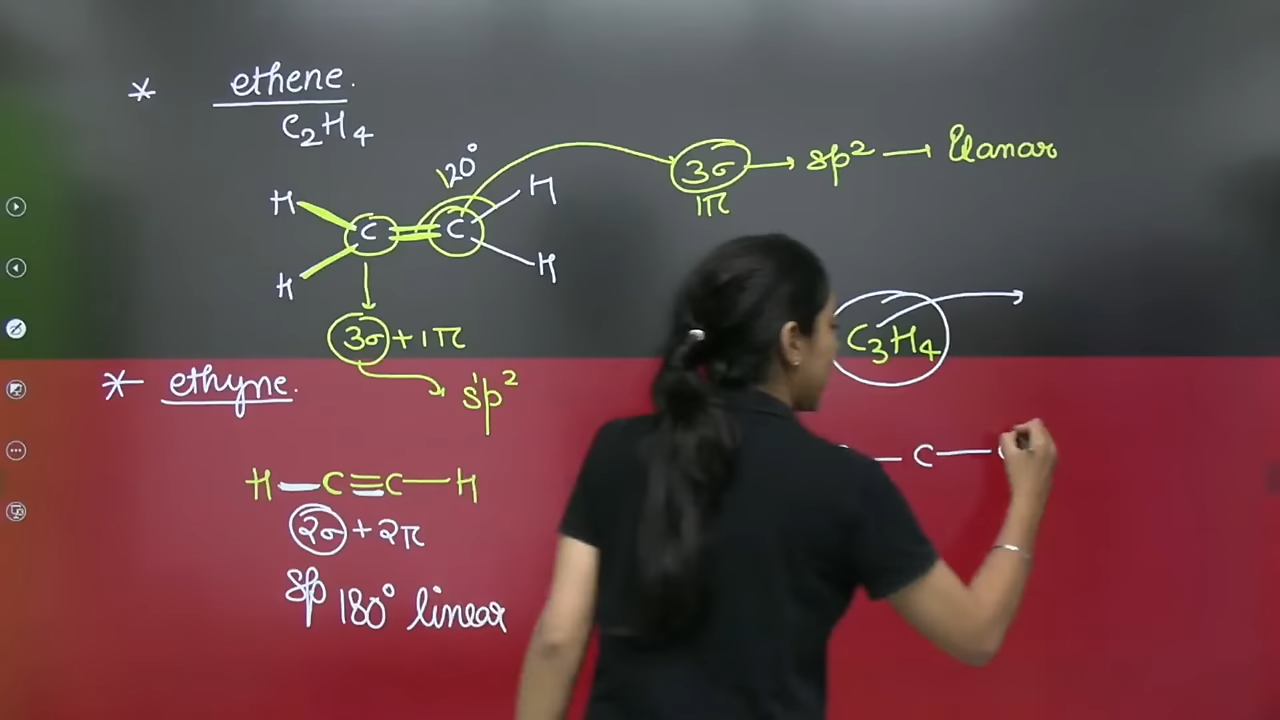 * ethene.
C2H4
120°
H H
C=C
H H
3σ → sp² → Planar
1π
3σ + 1π
sp²
C3H4
* ethyne.
H—C≡C—H
2σ + 2π
sp 180° linear
— C —